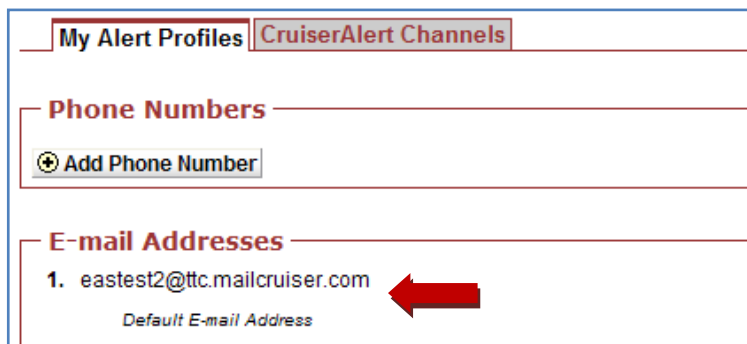 My Alert Profiles CruiserAlert Channels
Phone Numbers
Add Phone Number
E-mail Addresses
1. eastest2@ttc.mailcruiser.com
Default E-mail Address